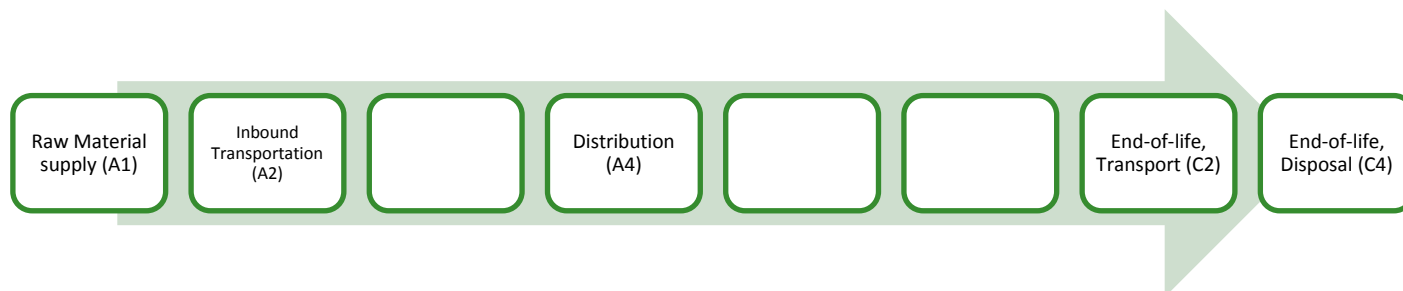 Raw Material
supply (A1)
Inbound
Transportation
(A2)
Distribution
(A4)
End-of-life,
Transport (C2)
End-of-life,
Disposal (C4)